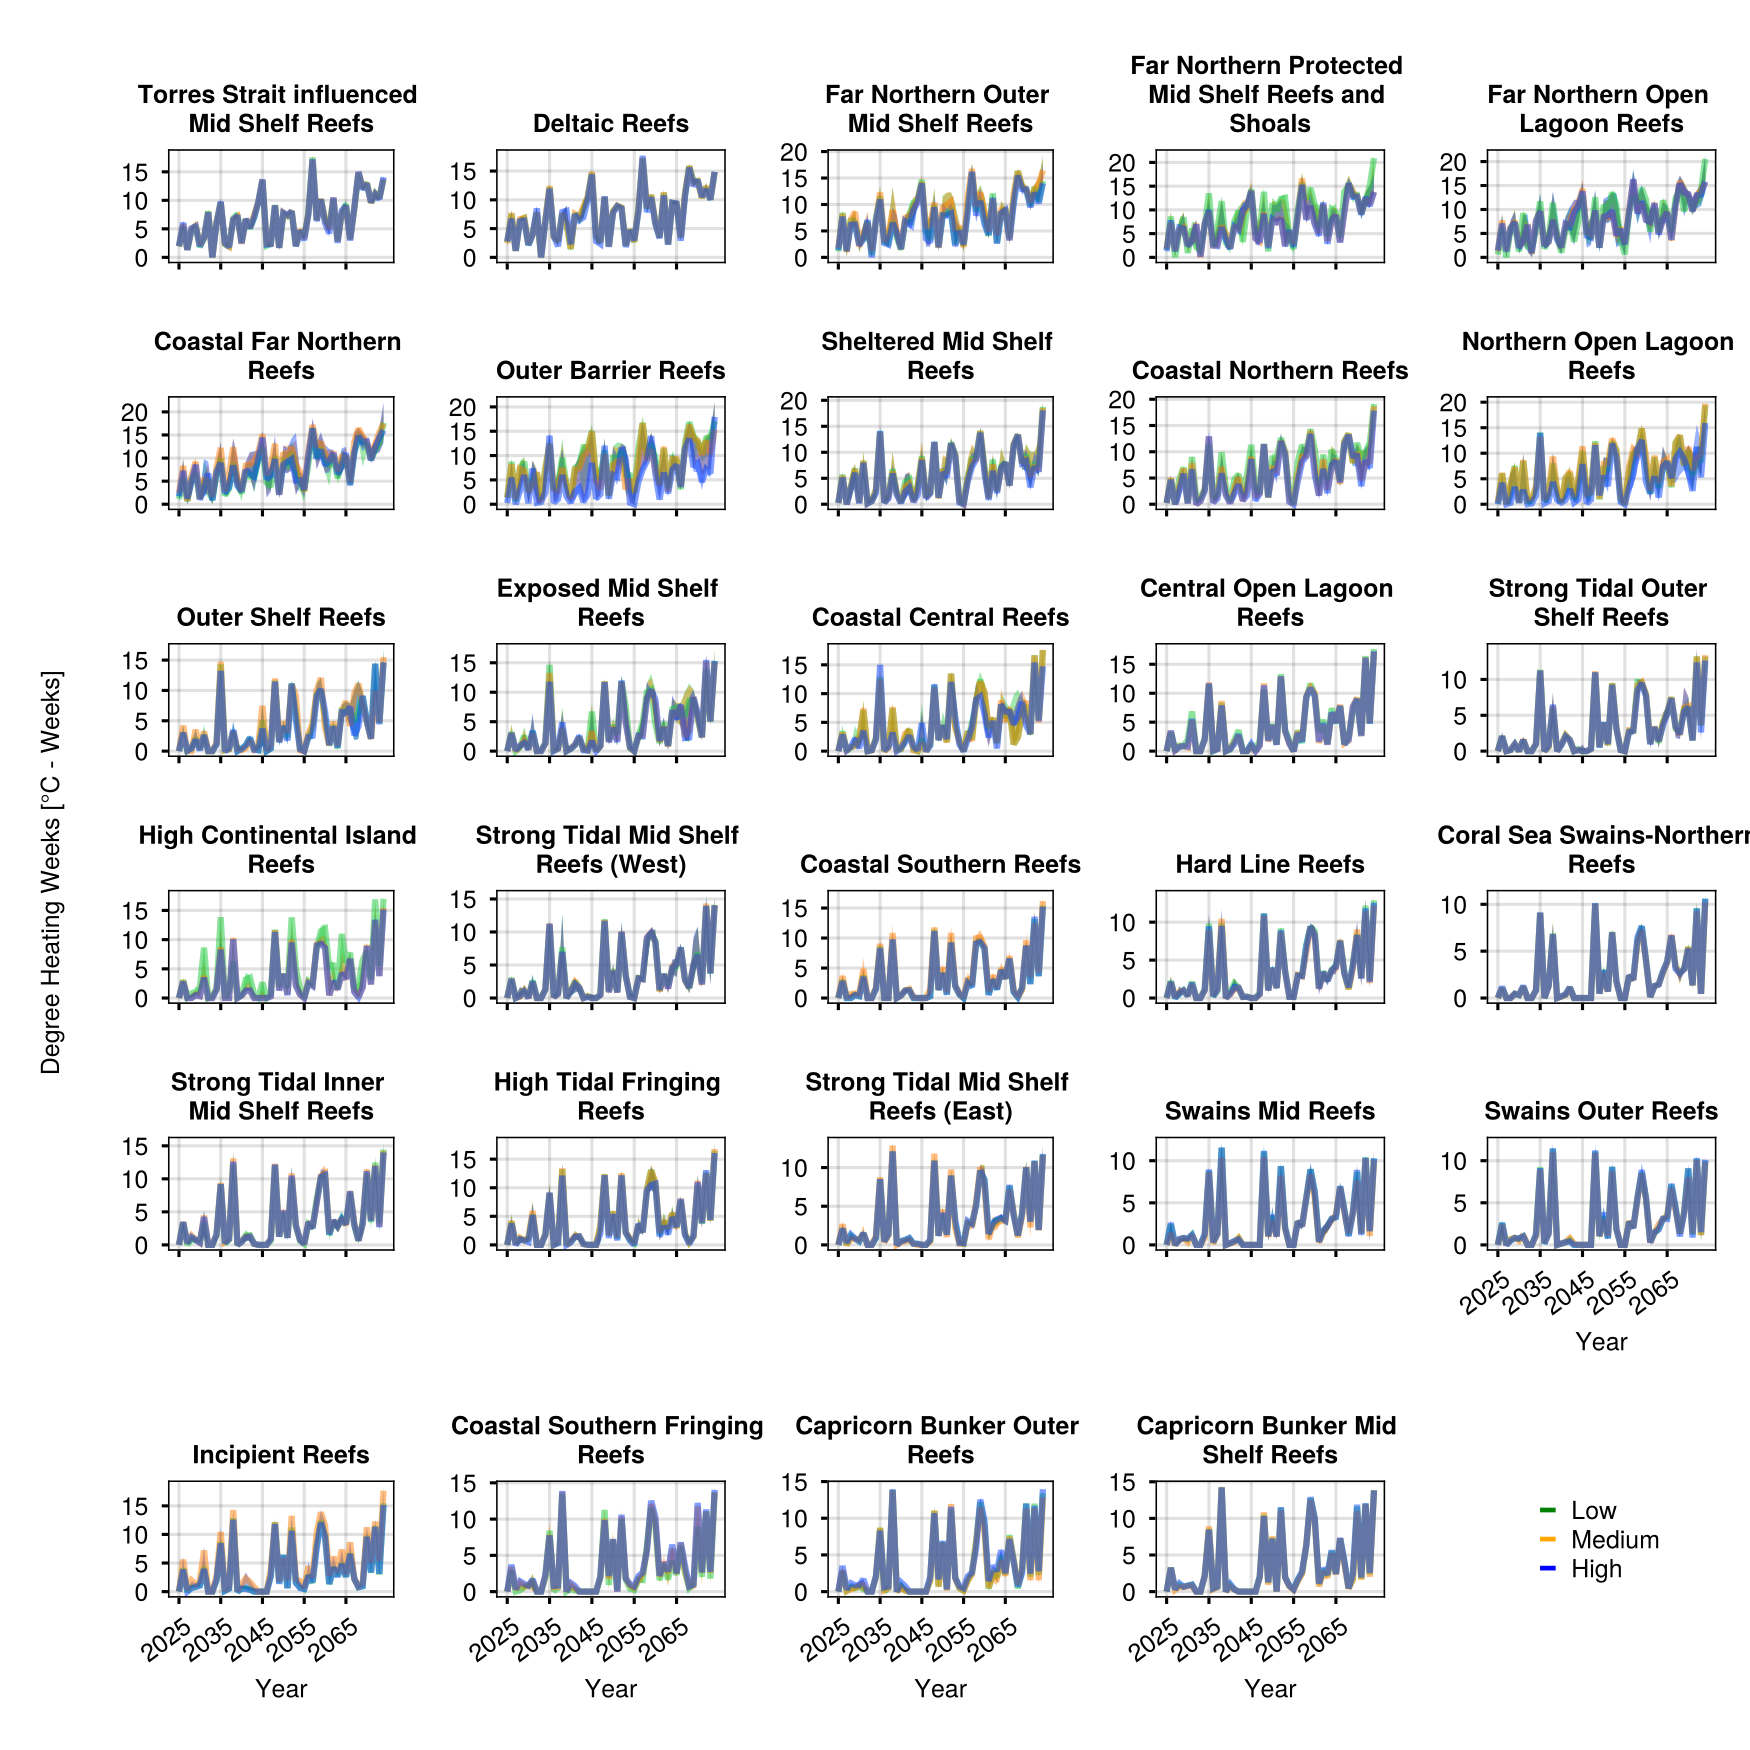 Degree Heating Weeks [°C - Weeks]
Torres Strait influenced
Mid Shelf Reefs
15
10
5
0
Deltaic Reefs
15
10
5
0
Far Northern Outer
Mid Shelf Reefs
20
15
10
5
0
Far Northern Protected
Mid Shelf Reefs and
Shoals
20
15
10
5
0
Far Northern Open
Lagoon Reefs
20
15
10
5
0
Coastal Far Northern
Reefs
20
15
10
5
0
Outer Barrier Reefs
20
15
10
5
0
Sheltered Mid Shelf
Reefs
20
15
10
5
0
Coastal Northern Reefs
20
15
10
5
0
Northern Open Lagoon
Reefs
20
15
10
5
0
Outer Shelf Reefs
15
10
5
0
Exposed Mid Shelf
Reefs
15
10
5
0
Coastal Central Reefs
15
10
5
0
Central Open Lagoon
Reefs
15
10
5
0
Strong Tidal Outer
Shelf Reefs
10
5
0
High Continental Island
Reefs
15
10
5
0
Strong Tidal Mid Shelf
Reefs (West)
15
10
5
0
Coastal Southern Reefs
15
10
5
0
Hard Line Reefs
10
5
0
Coral Sea Swains-Northern
Reefs
10
5
0
Strong Tidal Inner
Mid Shelf Reefs
15
10
5
0
High Tidal Fringing
Reefs
15
10
5
0
Strong Tidal Mid Shelf
Reefs (East)
10
5
0
Swains Mid Reefs
10
5
0
Swains Outer Reefs
10
5
0
2025
2035
2045
2055
2065
Year
Incipient Reefs
15
10
5
0
2025
2035
2045
2055
2065
Year
Coastal Southern Fringing
Reefs
15
10
5
0
2025
2035
2045
2055
2065
Year
Capricorn Bunker Outer
Reefs
15
10
5
0
2025
2035
2045
2055
2065
Year
Capricorn Bunker Mid
Shelf Reefs
15
10
5
0
2025
2035
2045
2055
2065
Year
Low
Medium
High